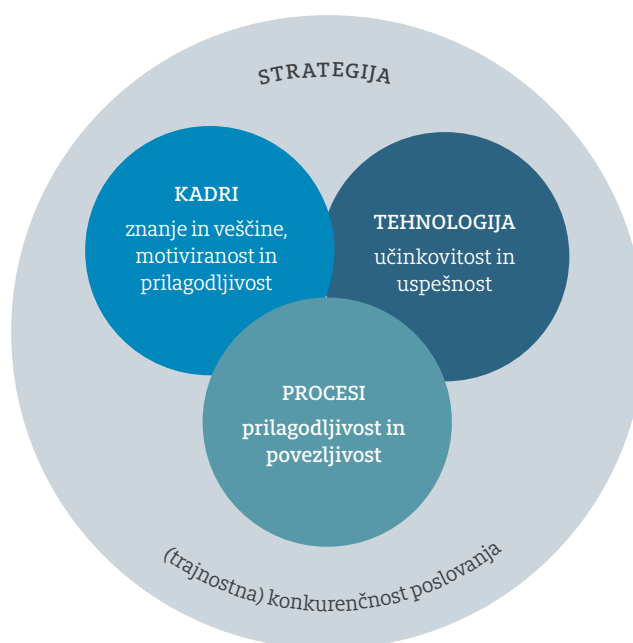 STRATEGIJA
KADRI
znanje in veščine,
motiviranost in
prilagodljivost
TEHNOLOGIJA
učinkovitost in
uspešnost
PROCESI
prilagodljivost in
povezljivost
(trajnostna) konkurenčnost poslovanja